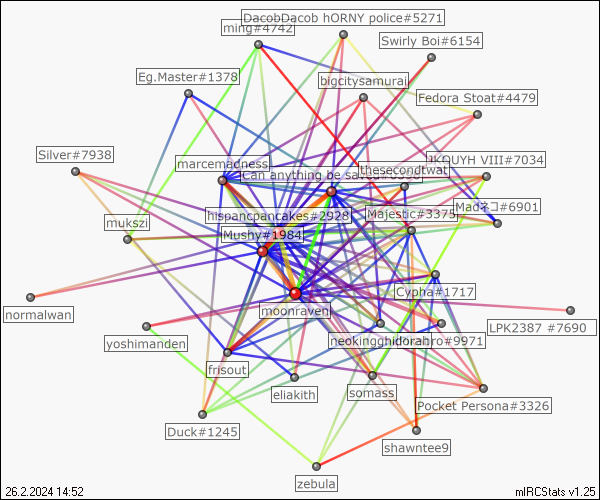 DacobDacob hORNY police#5271
ming#4742
Swirly Boi#6154
Eg.Master#1378
bigcitysamurai
Fedora Stoat#4479
Silver#7938
marcemadness
thesecondtwat
JKQUYH VIII#7034
Can anything be saved
hispancpancakes#2928
Majestic#3375
Madネコ#6901
mukszi
Mushy#1984
Cypha#1717
normalwan
moonraven
LPK2387 #7690
yoshimanden
neokingghidorah
bro#9971
frisout
eliakith
somass
Pocket Persona#3326
Duck#1245
shawntee9
zebula
26.2.2024 14:52
mIRCStats v1.25